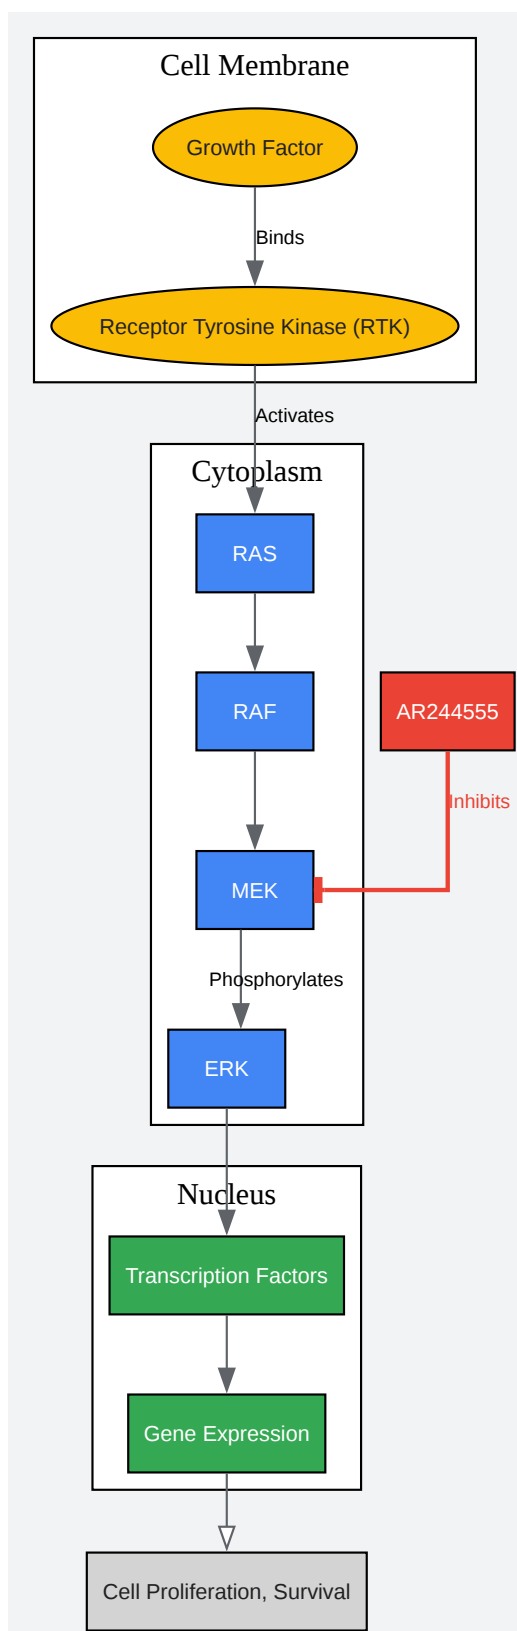 Cell Membrane
Growth Factor
Binds
Receptor Tyrosine Kinase (RTK)
Activates
Cytoplasm
RAS
RAF
AR244555
Inhibits
MEK
Phosphorylates
ERK
Nucleus
Transcription Factors
Gene Expression
Cell Proliferation, Survival